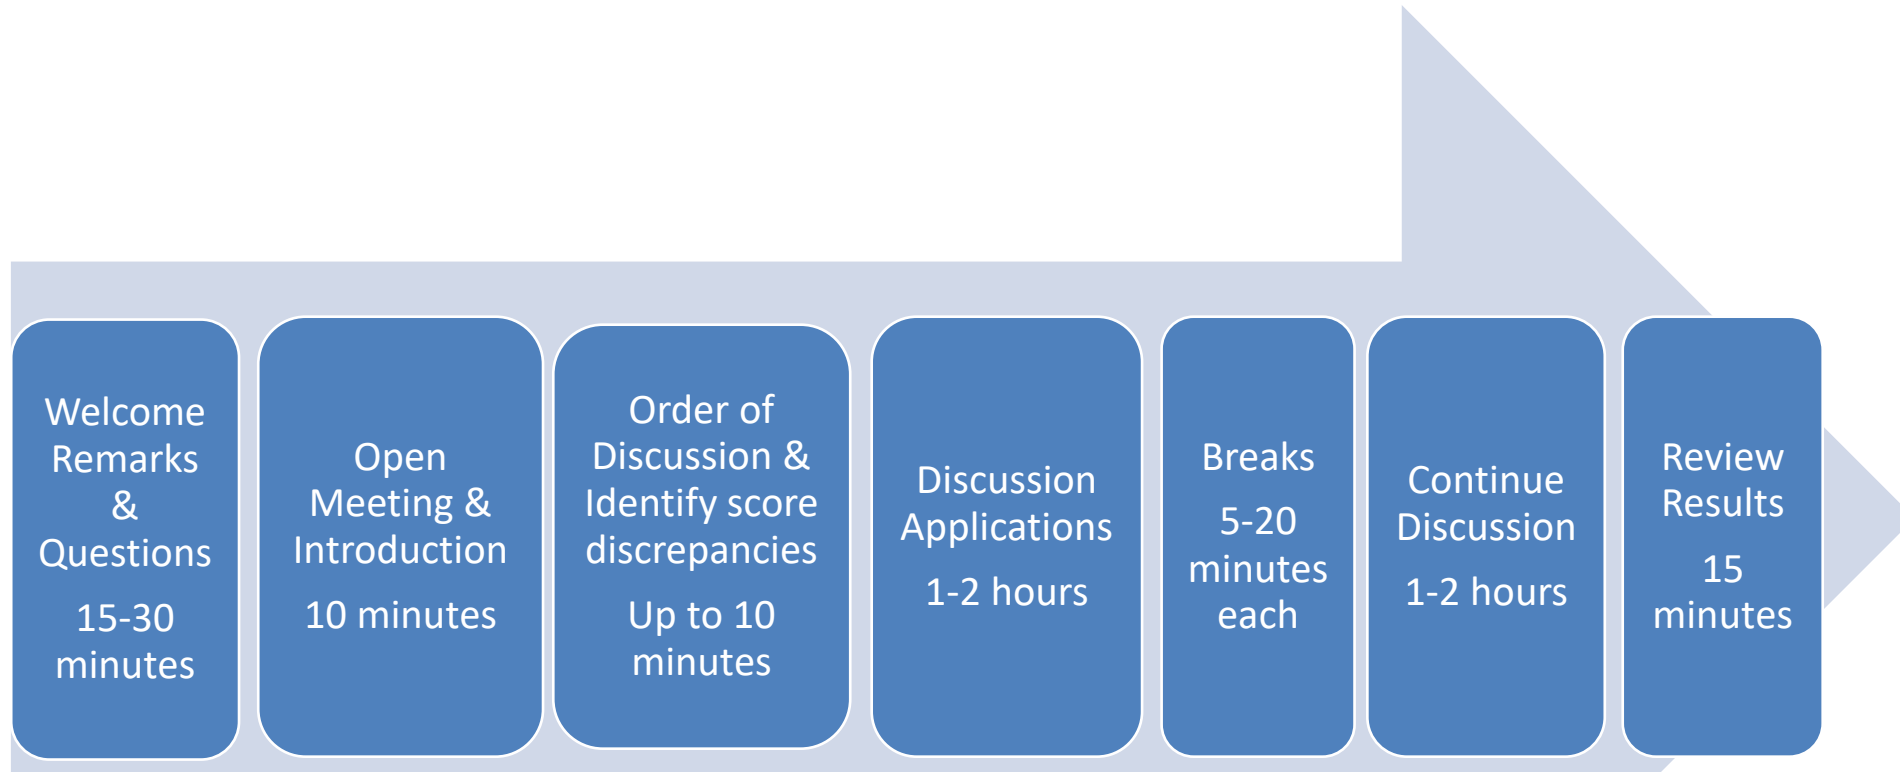 Welcome
Remarks
&
Questions
15-30
minutes
Open
Meeting &
Introduction
10 minutes
Order of
Discussion &
Identify score
discrepancies
Up to 10
minutes
Discussion
Applications
1-2 hours
Breaks
5-20
minutes
each
Continue
Discussion
1-2 hours
Review
Results
15
minutes